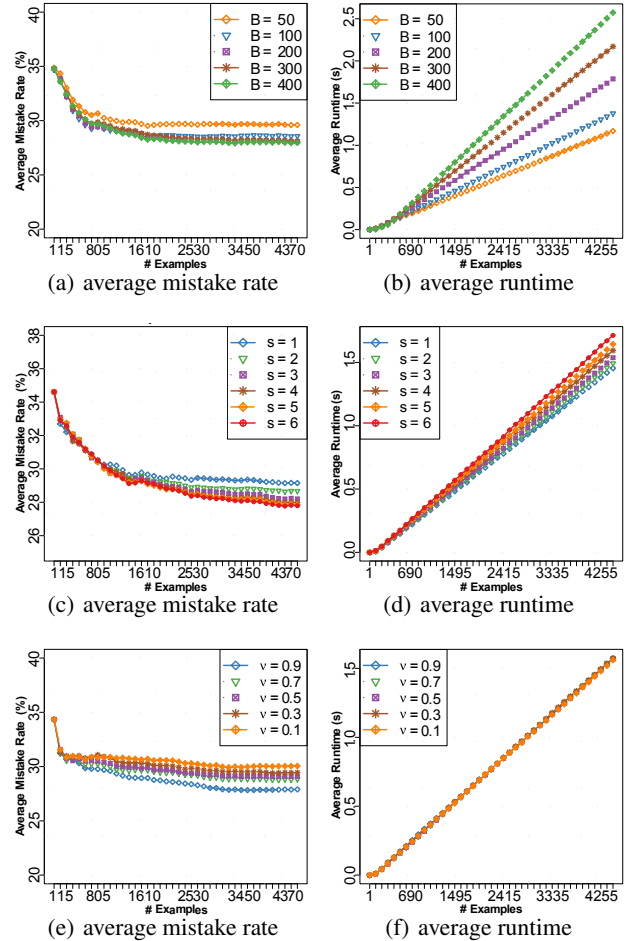 Average Mistake Rate (%)
40
35
30
25
20
B = 50
B = 100
B = 200
B = 300
B = 400
115 805 1610 2530 3450 4370
# Examples
(a) average mistake rate
Average Runtime (s)
2.5
2.0
1.5
1.0
0.5
0.0
B = 50
B = 100
B = 200
B = 300
B = 400
1 690 1495 2415 3335 4255
# Examples
(b) average runtime
Average Mistake Rate (%)
38
36
34
32
30
28
26
s = 1
s = 2
s = 3
s = 4
s = 5
s = 6
115 805 1610 2530 3450 4370
# Examples
(c) average mistake rate
Average Runtime (s)
1.5
1.0
0.5
0.0
s = 1
s = 2
s = 3
s = 4
s = 5
s = 6
1 690 1495 2415 3335 4255
# Examples
(d) average runtime
Average Mistake Rate (%)
40
35
30
25
20
ν = 0.9
ν = 0.7
ν = 0.5
ν = 0.3
ν = 0.1
115 805 1610 2530 3450 4370
# Examples
(e) average mistake rate
Average Runtime (s)
1.5
1.0
0.5
0.0
ν = 0.9
ν = 0.7
ν = 0.5
ν = 0.3
ν = 0.1
1 690 1495 2415 3335 4255
# Examples
(f) average runtime